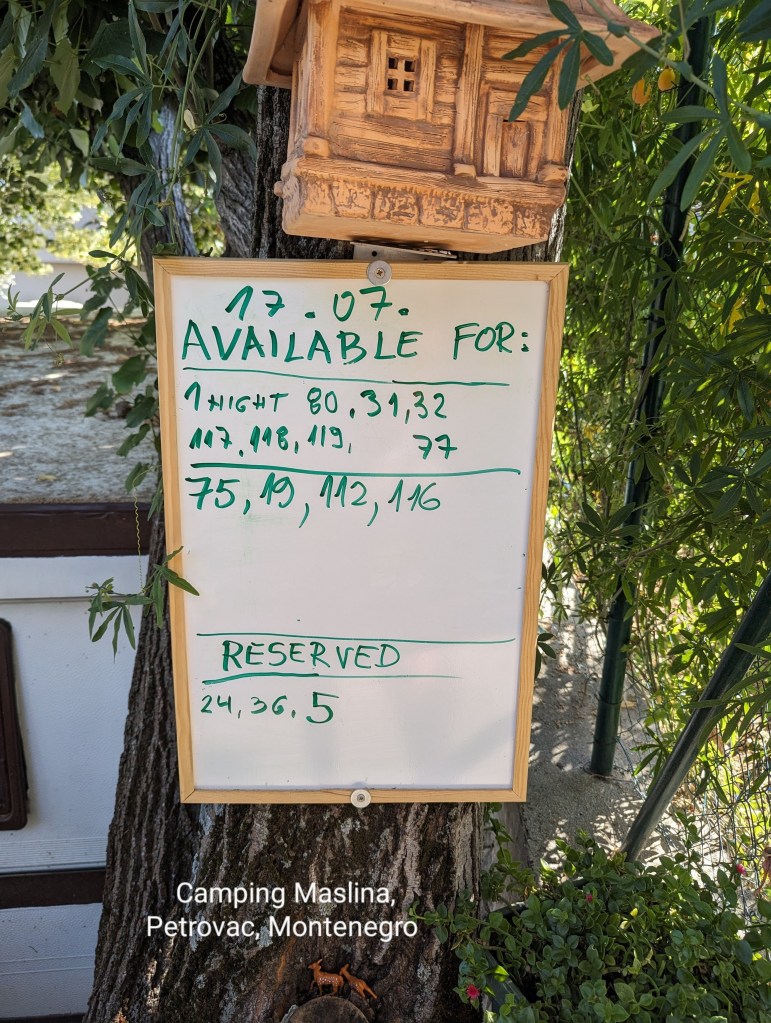 17.07.
AVAILABLE FOR:
1 NIGHT 80, 31, 32
117, 118, 119, 77
75, 19, 112, 116
RESERVED
24, 36, 5
Camping Maslina,
Petrovac, Montenegro